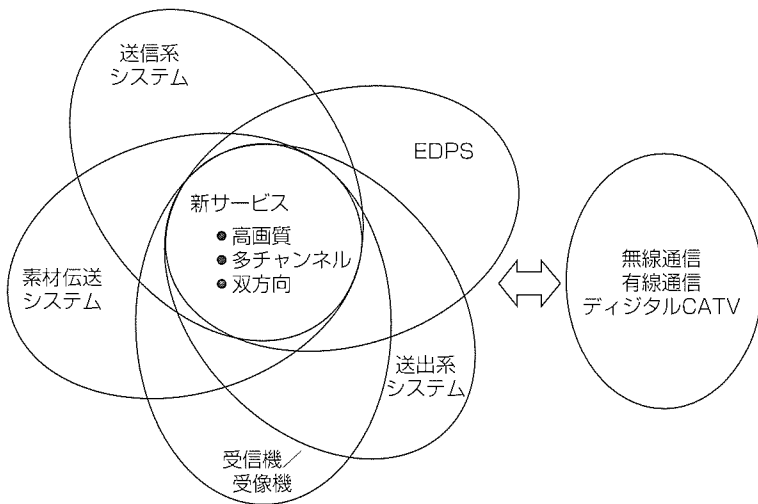 送信系
システム
EDPS
新サービス
●高画質
●多チャンネル
●双方向
素材伝送
システム
無線通信
有線通信
ディジタルCATV
送出系
システム
受信機／
受像機